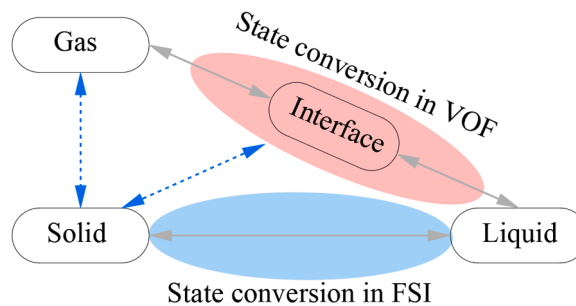 Gas
State conversion in VOF
Interface
Solid
Liquid
State conversion in FSI